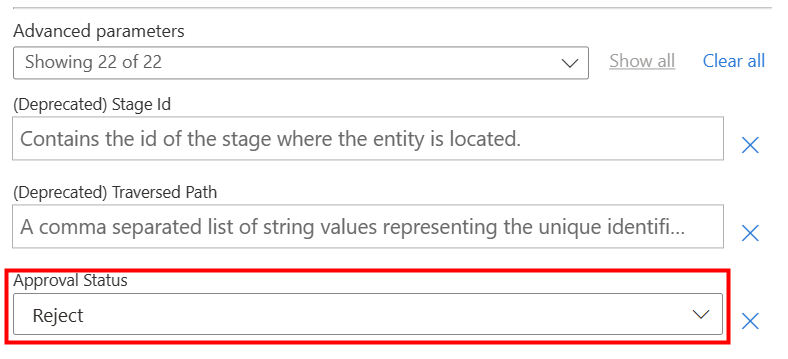 Advanced parameters
Showing 22 of 22
Show all
Clear all
(Deprecated) Stage Id
Contains the id of the stage where the entity is located.
(Deprecated) Traversed Path
A comma separated list of string values representing the unique identifi...
Approval Status
Reject